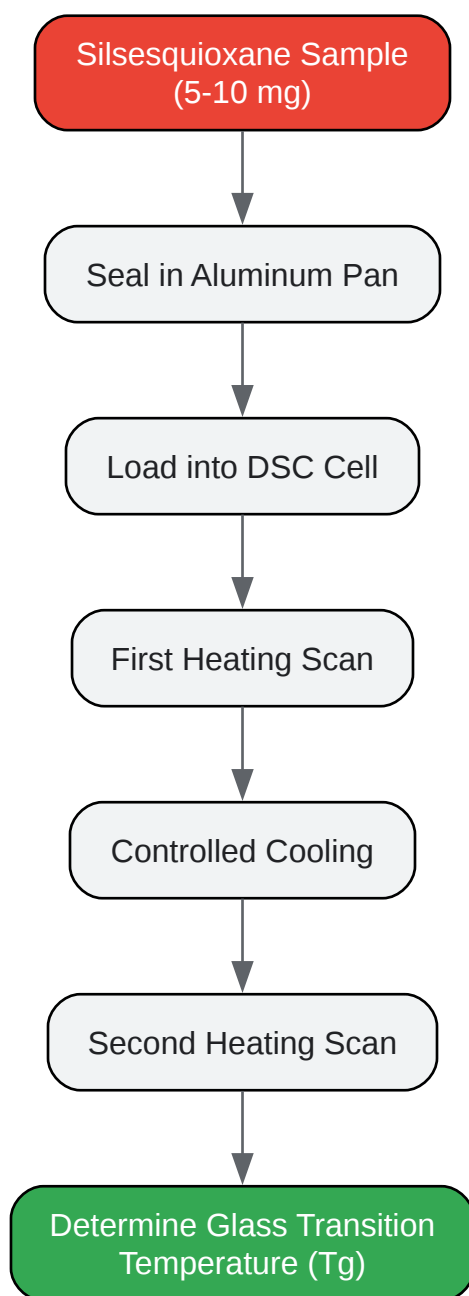 Silsesquioxane Sample
(5-10 mg)
Seal in Aluminum Pan
Load into DSC Cell
First Heating Scan
Controlled Cooling
Second Heating Scan
Determine Glass Transition
Temperature (Tg)